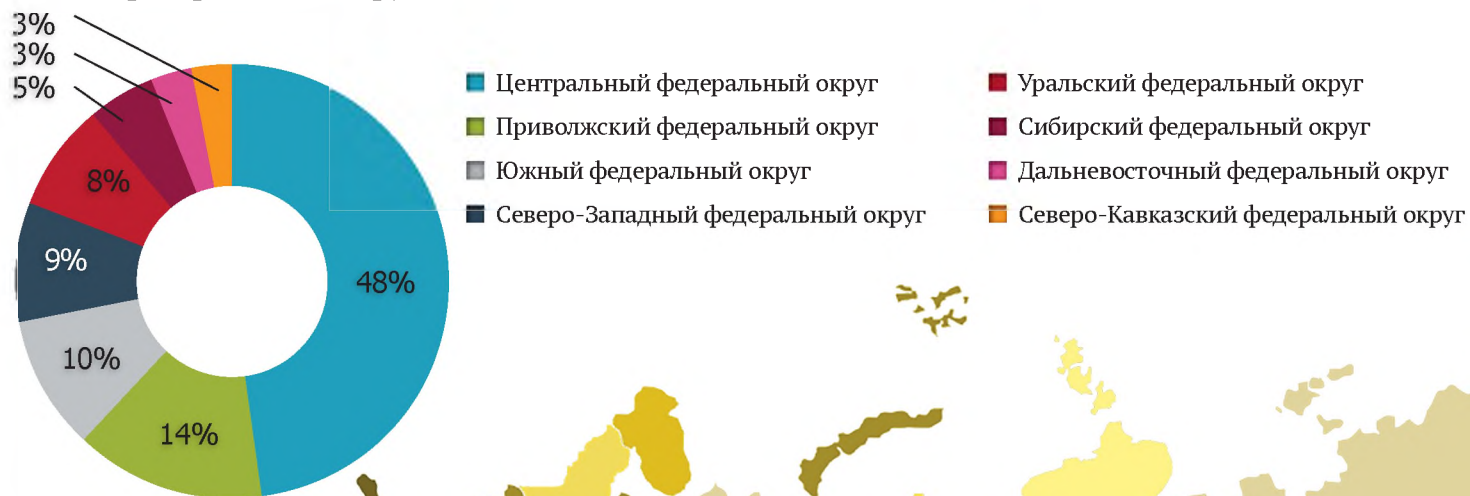 3%
3%
5%
8%
9%
10%
14%
48%
Центральный федеральный округ
Приволжский федеральный округ
Южный федеральный округ
Северо-Западный федеральный округ
Уральский федеральный округ
Сибирский федеральный округ
Дальневосточный федеральный округ
Северо-Кавказский федеральный округ